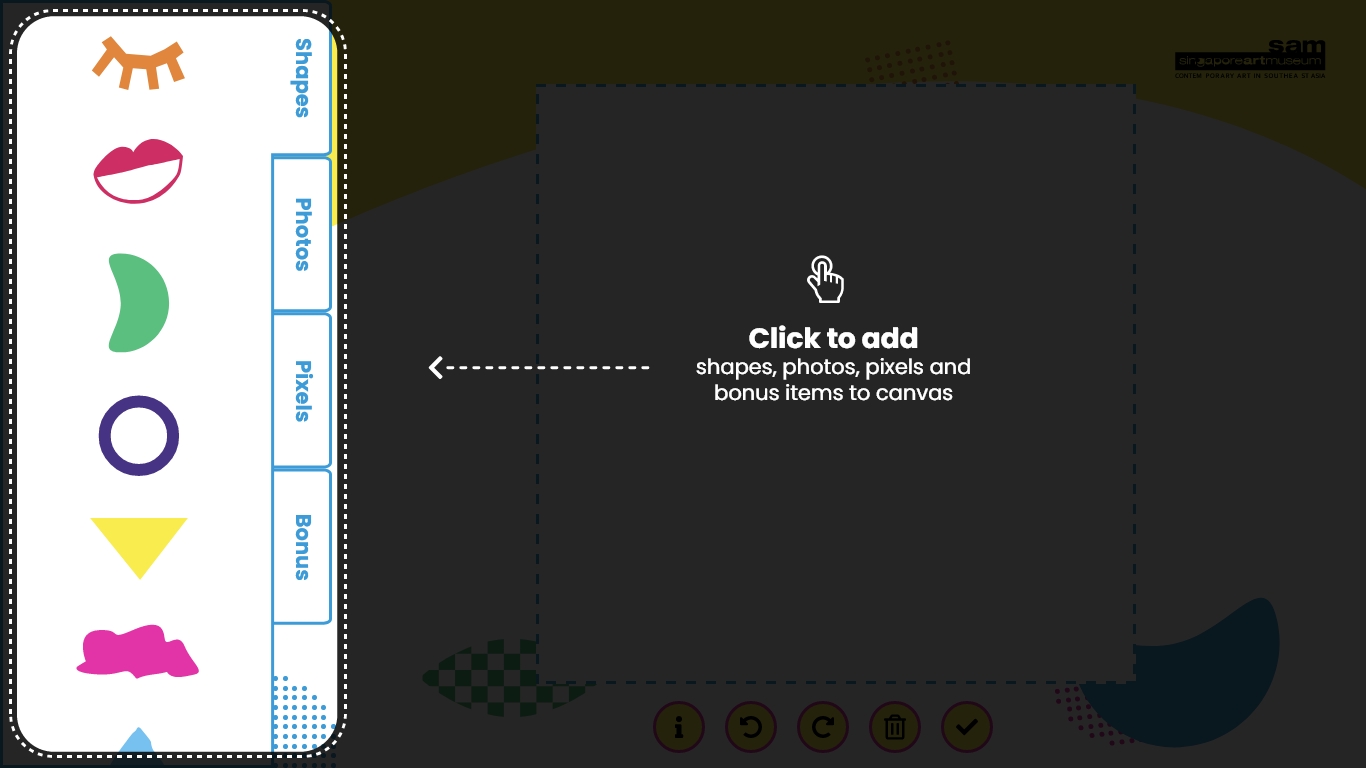 Shapes
Photos
Pixels
Bonus
sam
singaporeartmuseum
CONTEMPORARY ART IN SOUTHEAST ASIA
Click to add
shapes, photos, pixels and
bonus items to canvas